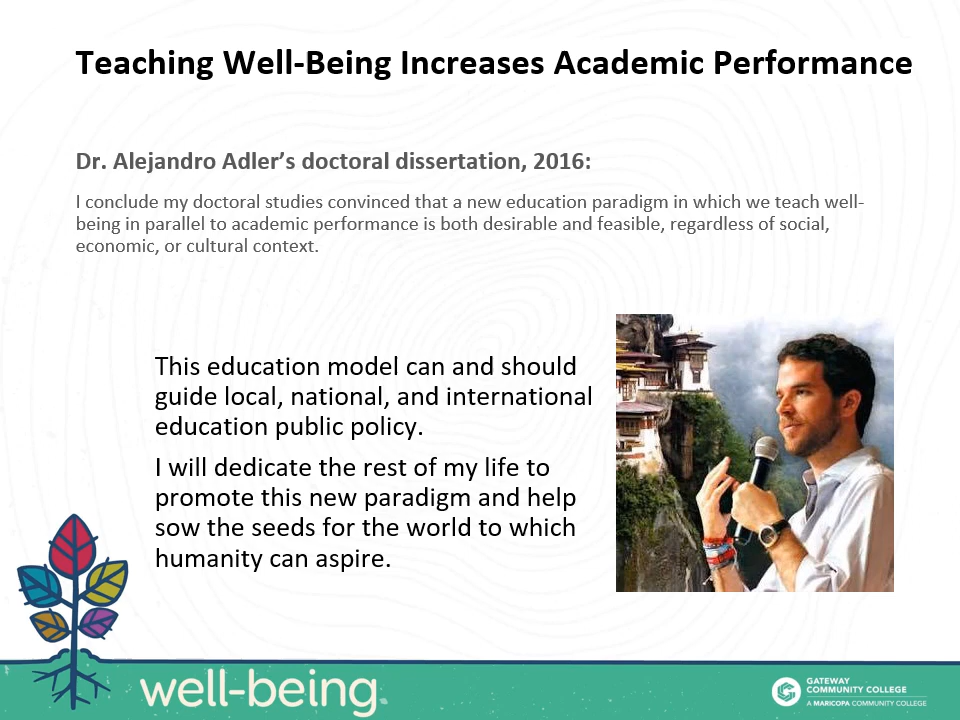 Teaching Well-Being Increases Academic Performance
Dr. Alejandro Adler’s doctoral dissertation, 2016:
I conclude my doctoral studies convinced that a new education paradigm in which we teach well-
being in parallel to academic performance is both desirable and feasible, regardless of social,
economic, or cultural context.
This education model can and should
guide local, national, and international
education public policy.
I will dedicate the rest of my life to
promote this new paradigm and help
sow the seeds for the world to which
humanity can aspire.
well-being
GATEWAY
COMMUNITY COLLEGE
A MARICOPA COMMUNITY COLLEGE